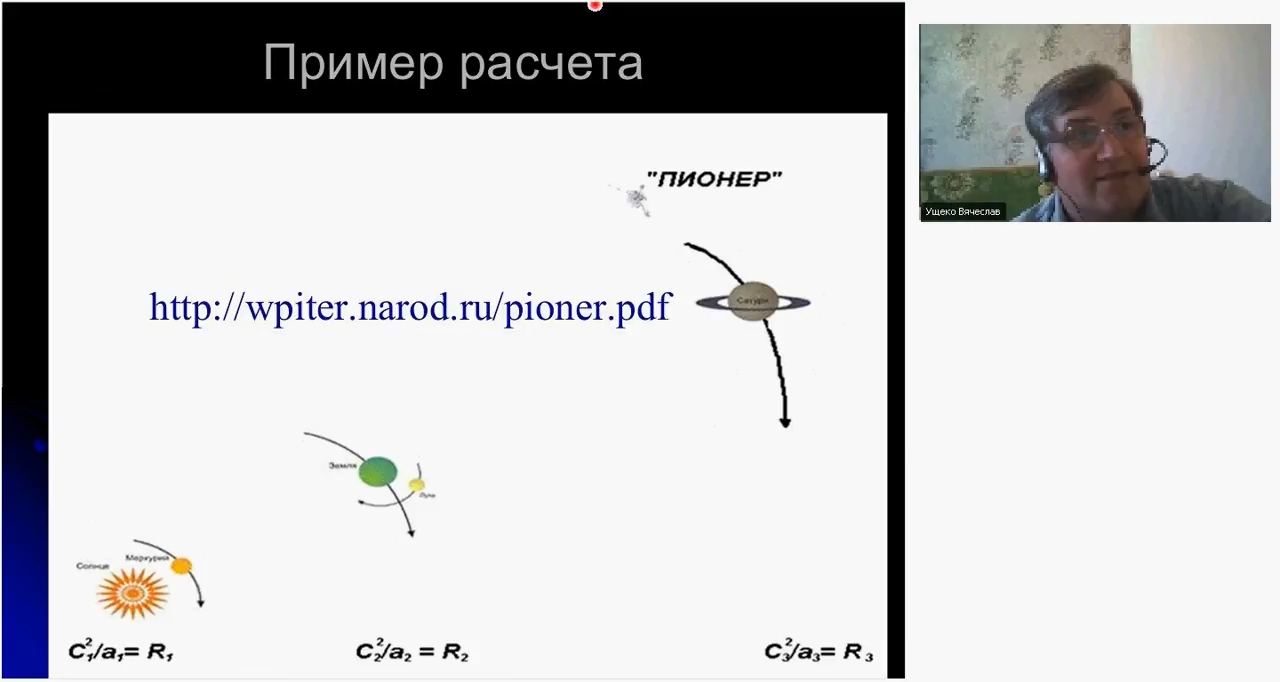 Пример расчета
"ПИОНЕР"
Сатурн
http://wpiter.narod.ru/pioner.pdf
Земля
Луна
Меркурий
Солнце
C₁²/a₁= R₁
C₂²/a₂ = R₂
C₃²/a₃= R₃
Ущеко Вячеслав